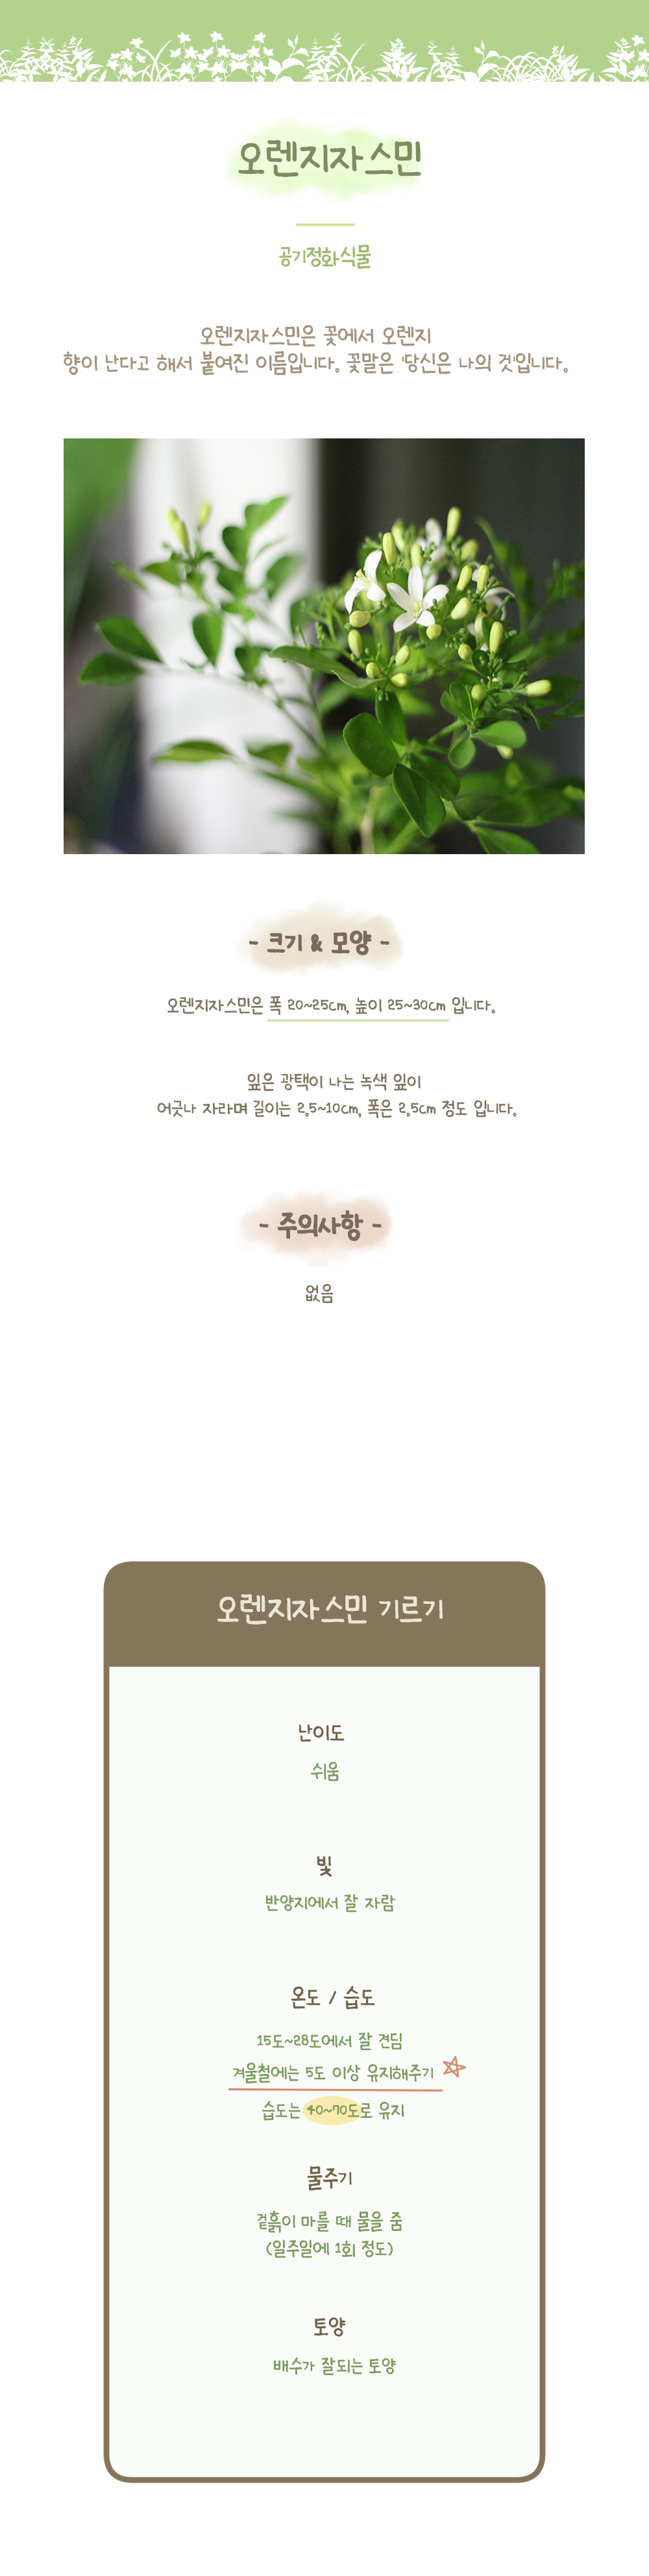 오렌지자스민
공기정화식물
오렌지자스민은 꽃에서 오렌지
향이 난다고 해서 붙여진 이름입니다. 꽃말은 '당신은 나의 것'입니다.
- 크기 & 모양 -
오렌지자스민은 폭 20~25cm, 높이 25~30cm 입니다.
잎은 광택이 나는 녹색 잎이
어긋나 자라며 길이는 2.5~10cm, 폭은 2.5cm 정도 입니다.
- 주의사항 -
없음
오렌지자스민 기르기
난이도
쉬움
빛
반양지에서 잘 자람
온도 / 습도
15도~28도에서 잘 견딤
겨울철에는 5도 이상 유지해주기
습도는 40~70도로 유지
물주기
겉흙이 마를 때 물을 줌
(일주일에 1회 정도)
토양
배수가 잘되는 토양